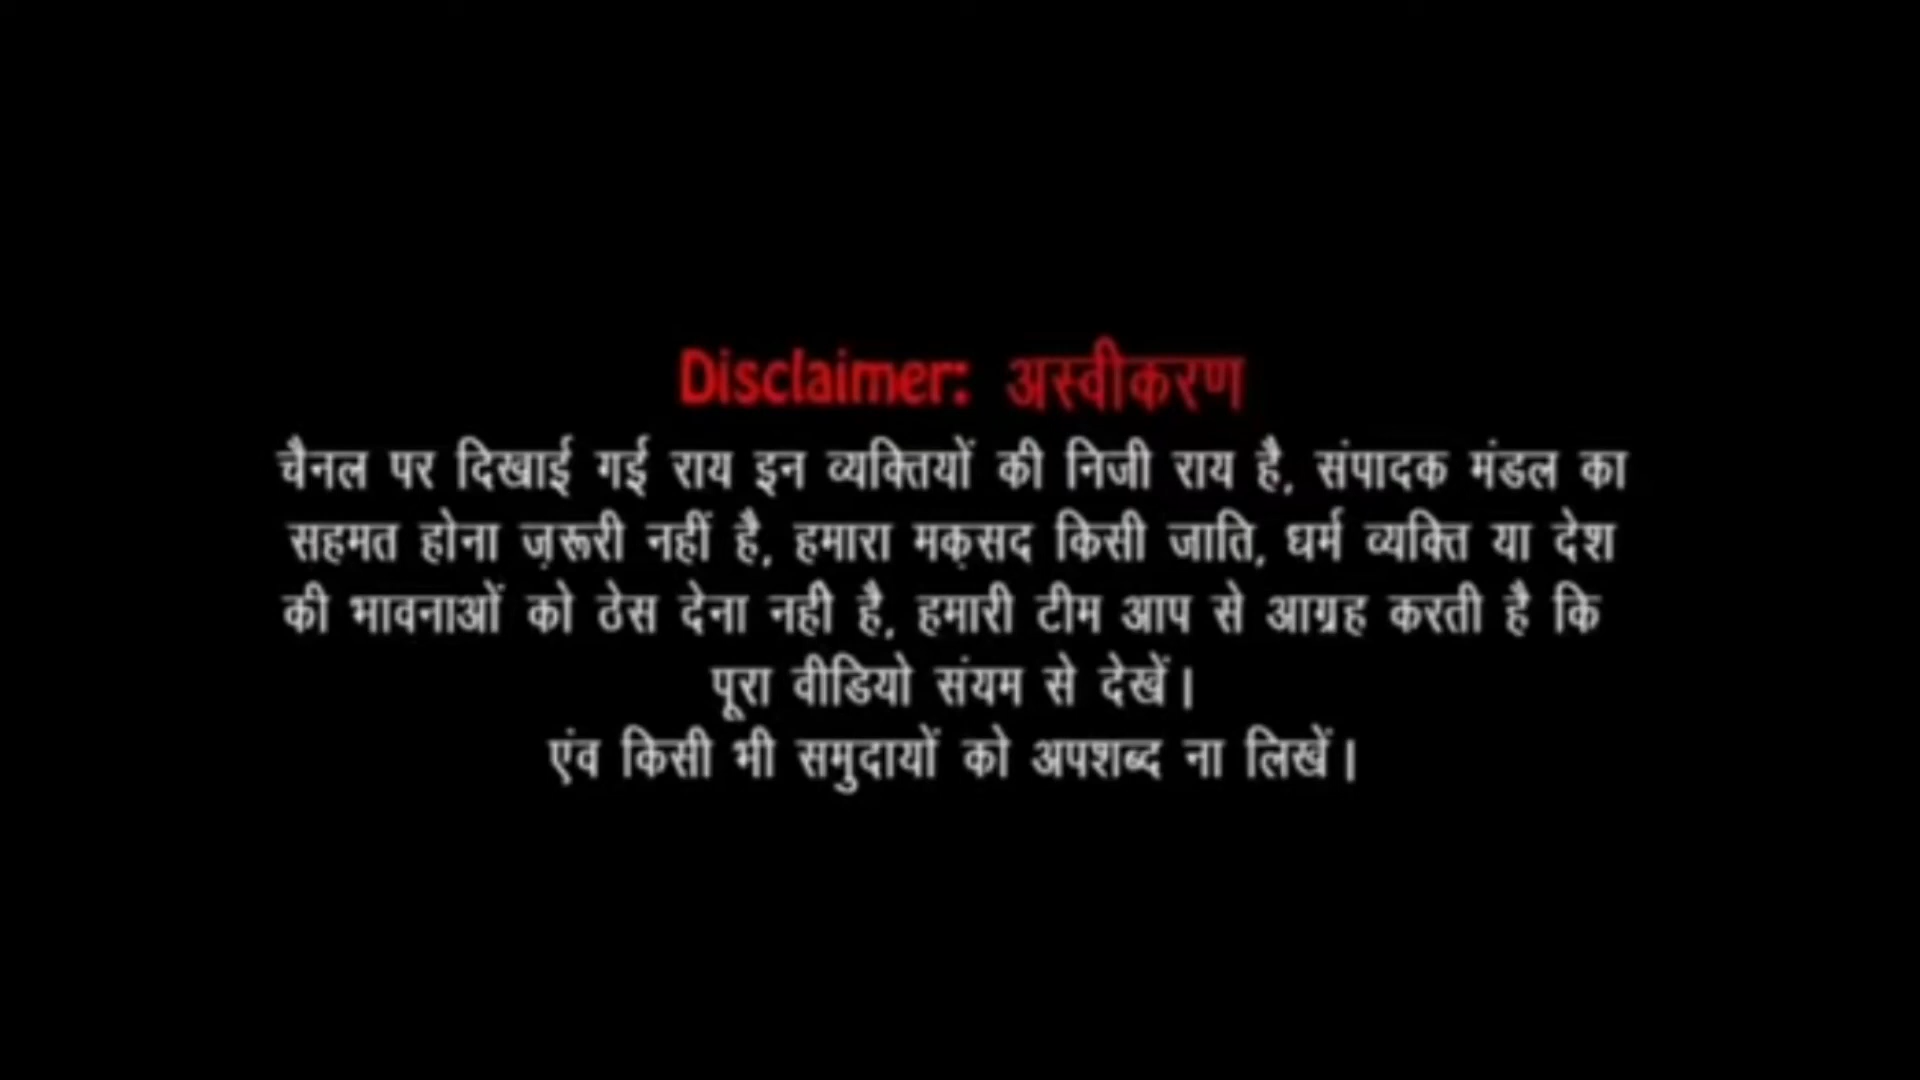 Disclaimer: अस्वीकरण
चैनल पर दिखाई गई राय इन व्यक्तियों की निजी राय है, संपादक मंडल का
सहमत होना ज़रूरी नहीं है, हमारा मक़सद किसी जाति, धर्म व्यक्ति या देश
की भावनाओं को ठेस देना नही है, हमारी टीम आप से आग्रह करती है कि
पूरा वीडियो संयम से देखें।
एंव किसी भी समुदायों को अपशब्द ना लिखें।